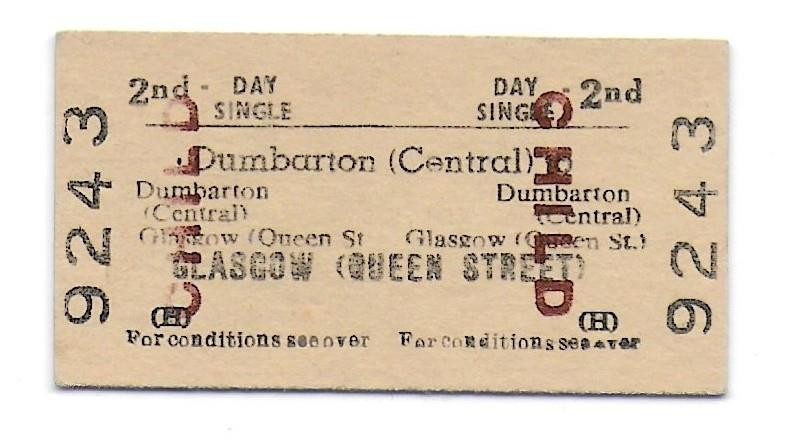 2nd - DAY SINGLE DAY SINGLE - 2nd
Dumbarton (Central) to
Dumbarton (Central) Dumbarton (Central)
Glasgow (Queen St Glasgow (Queen St.)
GLASGOW (QUEEN STREET)
(H) (H)
For conditions see over For conditions see over
CHILD
CHILD
9243
9243